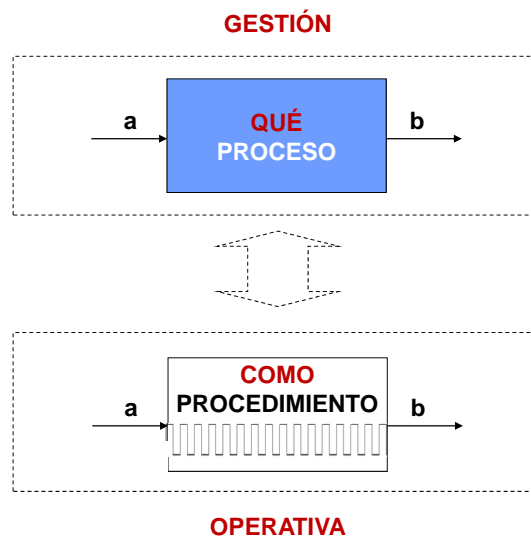 GESTIÓN
a
QUÉ
b
PROCESO
COMO
a
PROCEDIMIENTO
b
OPERATIVA